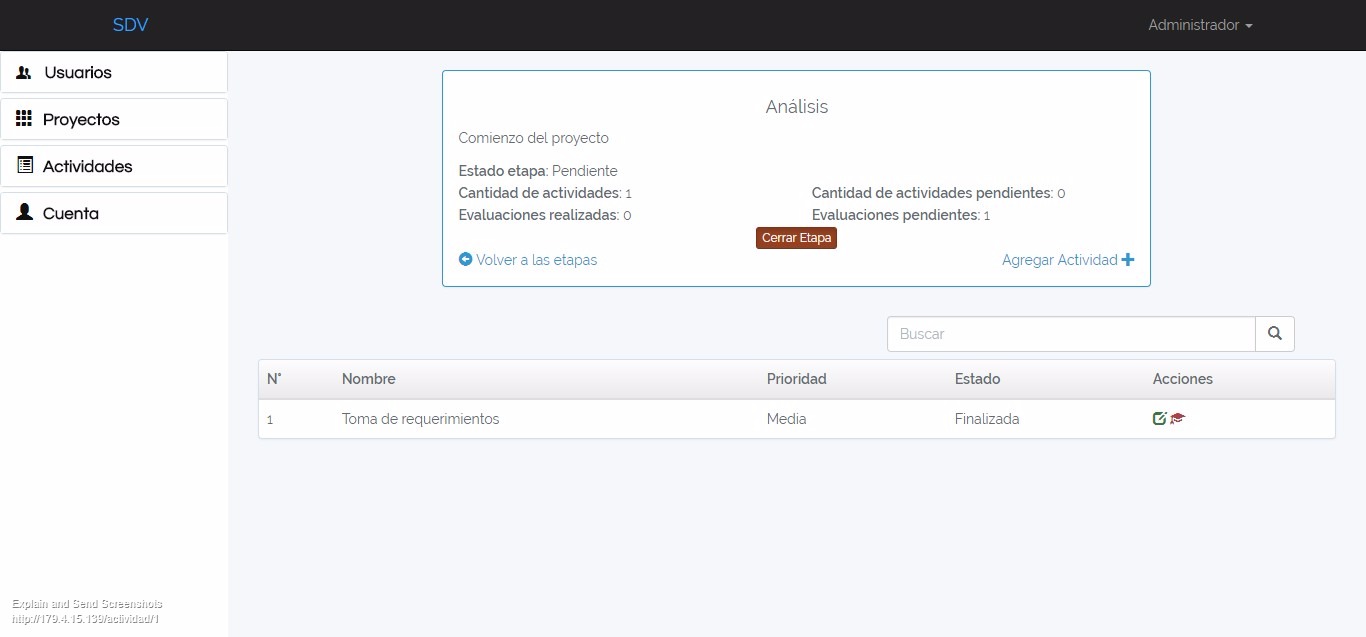 SDV
Administrador
Usuarios
Proyectos
Actividades
Cuenta
Análisis
Comienzo del proyecto
Estado etapa: Pendiente
Cantidad de actividades: 1
Cantidad de actividades pendientes: 0
Evaluaciones realizadas: 0
Evaluaciones pendientes: 1
Cerrar Etapa
Volver a las etapas
Agregar Actividad
Buscar
N° Nombre Prioridad Estado Acciones
1 Toma de requerimientos Media Finalizada
Explain and Send Screenshots
http://179.4.15.139/actividad/1